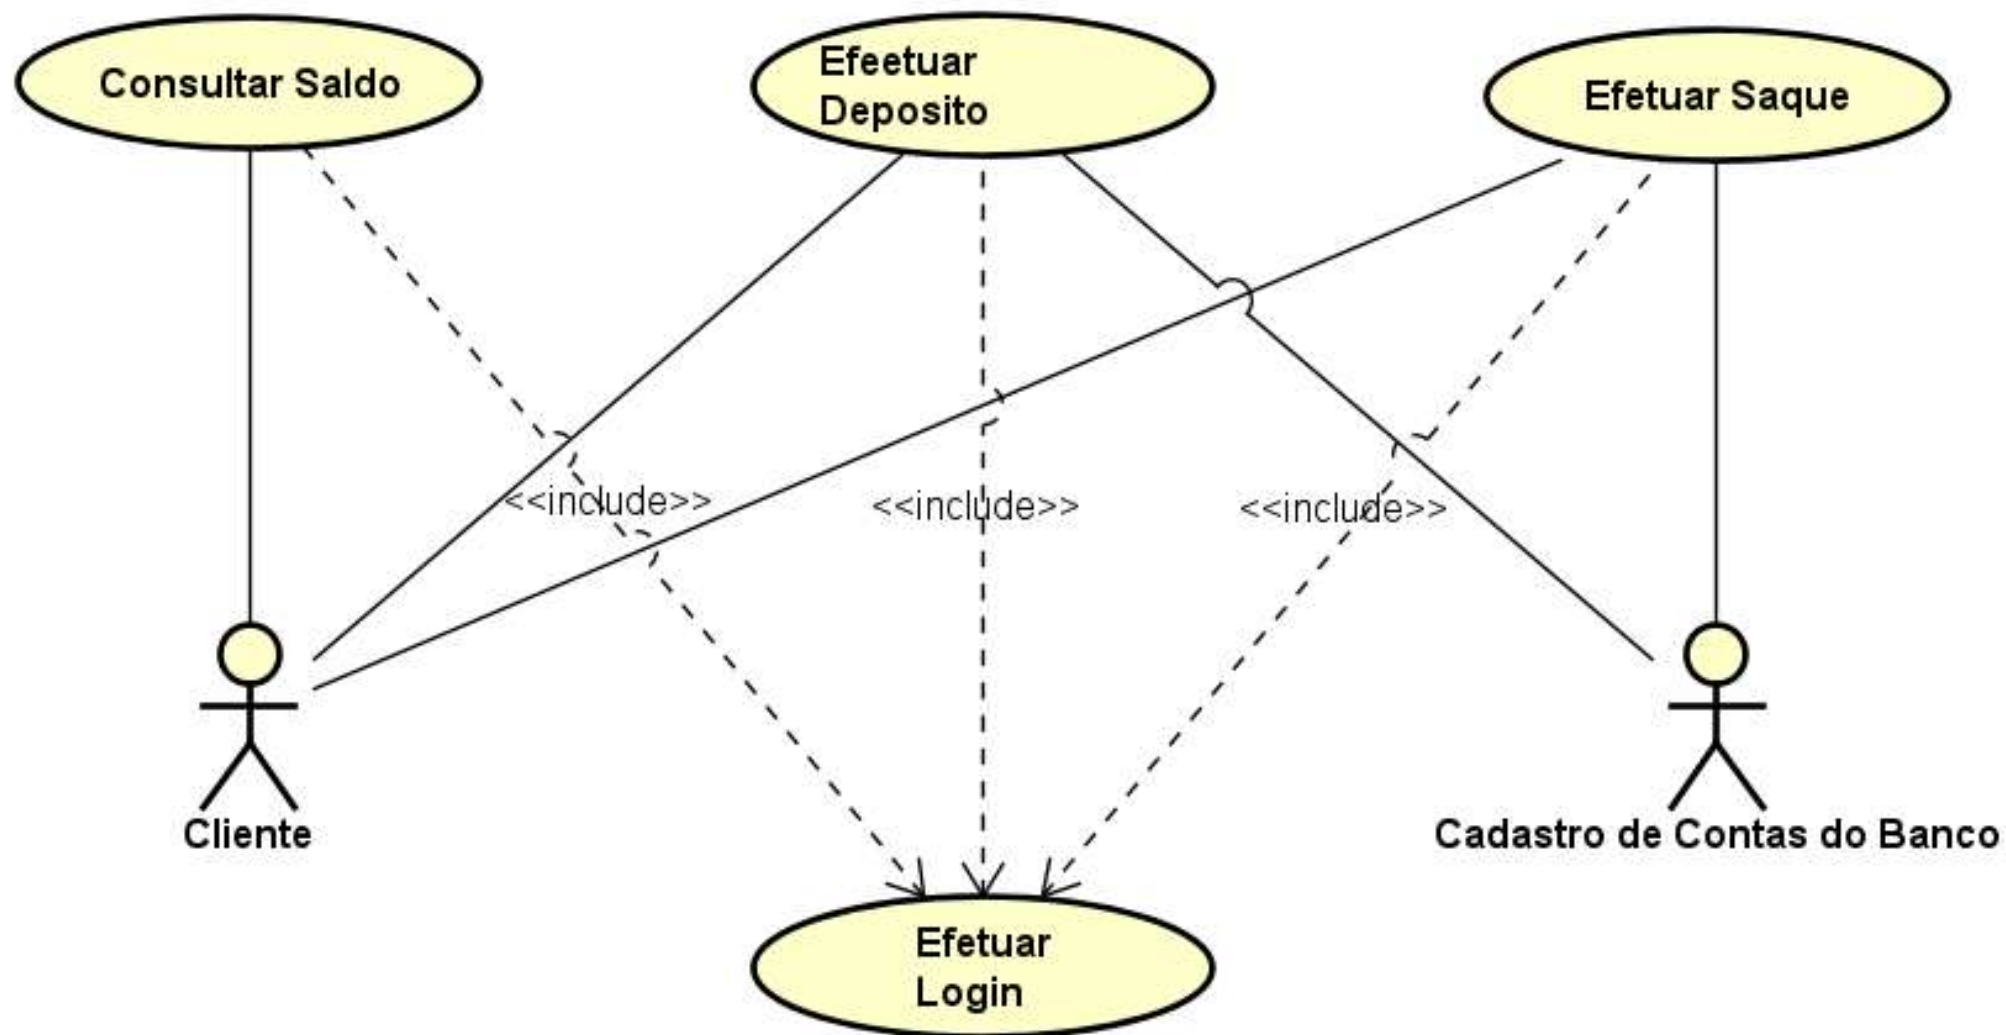 Consultar Saldo
Efeetuar
Deposito
Efetuar Saque
<<include>>
<<include>>
<<include>>
Cliente
Cadastro de Contas do Banco
Efetuar
Login